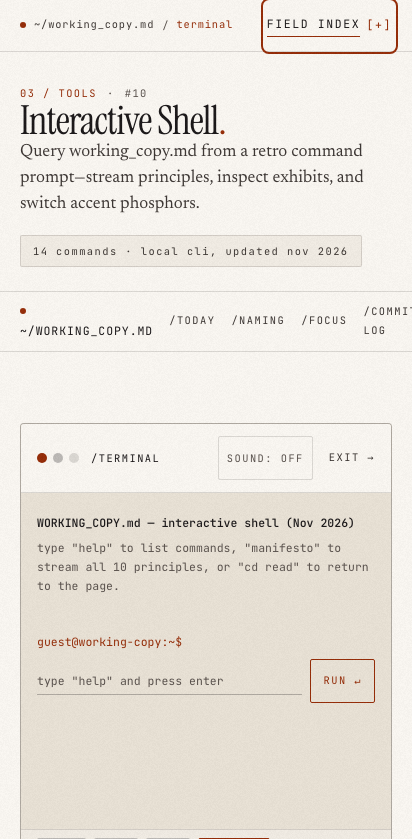 ~/working_copy.md / terminal
FIELD INDEX [+]
03 / TOOLS · #10
Interactive Shell.
Query working_copy.md from a retro command
prompt—stream principles, inspect exhibits, and
switch accent phosphors.
14 commands · local cli, updated nov 2026
~/WORKING_COPY.MD
/TODAY
/NAMING
/FOCUS
/COMMIT
LOG
/TERMINAL
SOUND: OFF
EXIT →
WORKING_COPY.md — interactive shell (Nov 2026)
type "help" to list commands, "manifesto" to
stream all 10 principles, or "cd read" to return
to the page.
guest@working-copy:~$
type "help" and press enter
RUN ↵